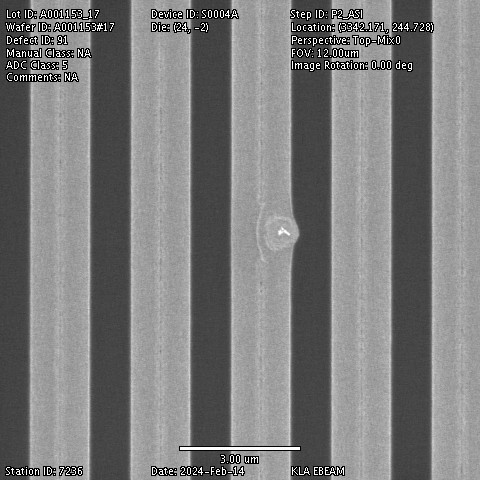 Lot ID: A001153_17
Wafer ID: A001153#17
Defect ID: 81
Manual Class: NA
ADC Class: 5
Comments: NA
Device ID: S0004A
Die: (24, -2)
Step ID: P2_ASI
Location: (3342.171, 244.728)
Perspective: Top-Mix0
FOV: 12.00um
Image Rotation: 0.00 deg
3.00 um
Station ID: 7236
Date: 2024-Feb-14
KLA EBEAM